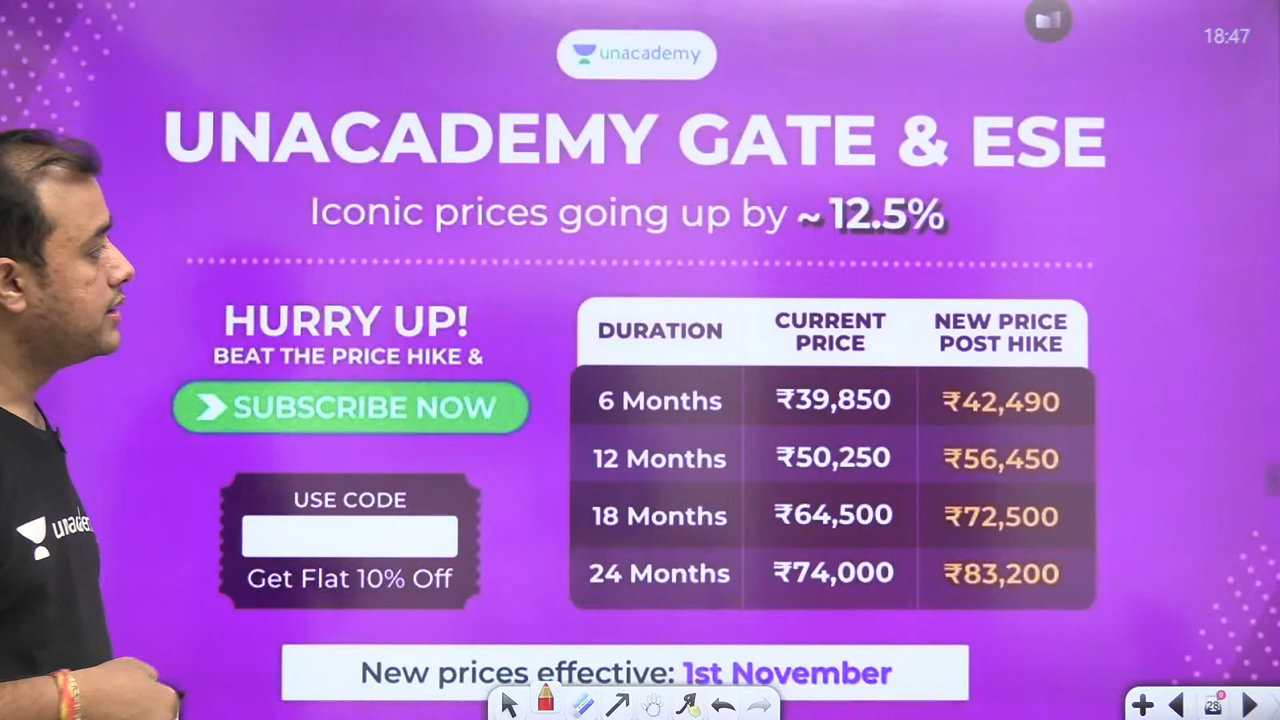 unacademy
18:47
UNACADEMY GATE & ESE
Iconic prices going up by ~ 12.5%
HURRY UP!
BEAT THE PRICE HIKE &
SUBSCRIBE NOW
USE CODE
Get Flat 10% Off
DURATION CURRENT PRICE NEW PRICE POST HIKE
6 Months ₹39,850 ₹42,490
12 Months ₹50,250 ₹56,450
18 Months ₹64,500 ₹72,500
24 Months ₹74,000 ₹83,200
New prices effective: 1st November
28